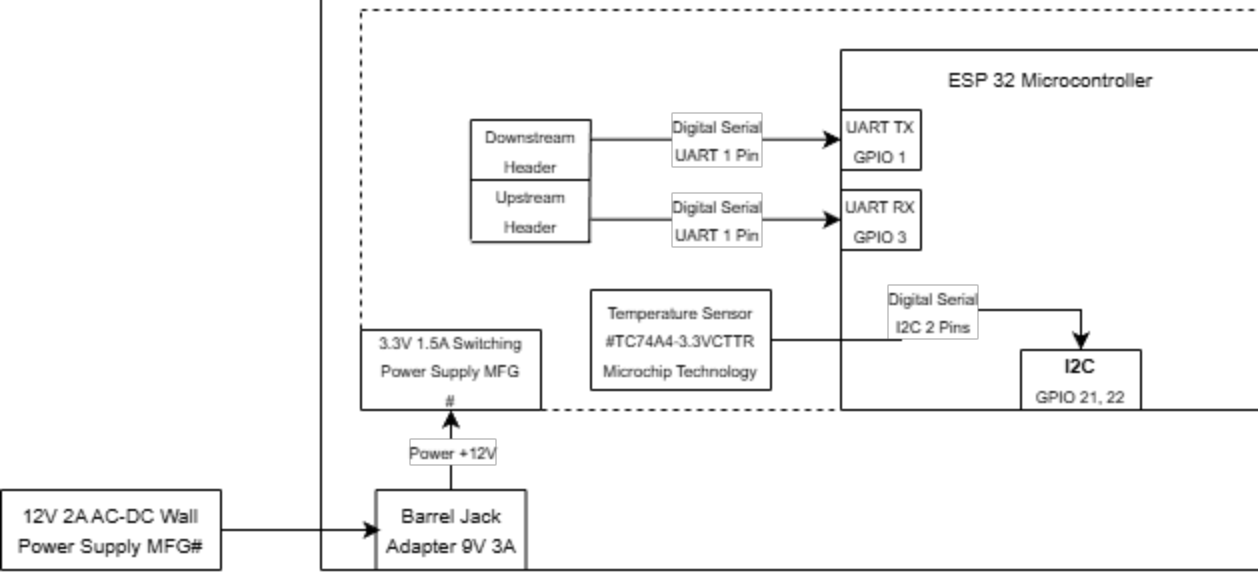 ESP 32 Microcontroller
Downstream
Header
Digital Serial
UART 1 Pin
UART TX
GPIO 1
Upstream
Header
Digital Serial
UART 1 Pin
UART RX
GPIO 3
Temperature Sensor
#TC74A4-3.3VCTTR
Microchip Technology
Digital Serial
I2C 2 Pins
I2C
GPIO 21, 22
3.3V 1.5A Switching
Power Supply MFG
#
Power +12V
12V 2A AC-DC Wall
Power Supply MFG#
Barrel Jack
Adapter 9V 3A